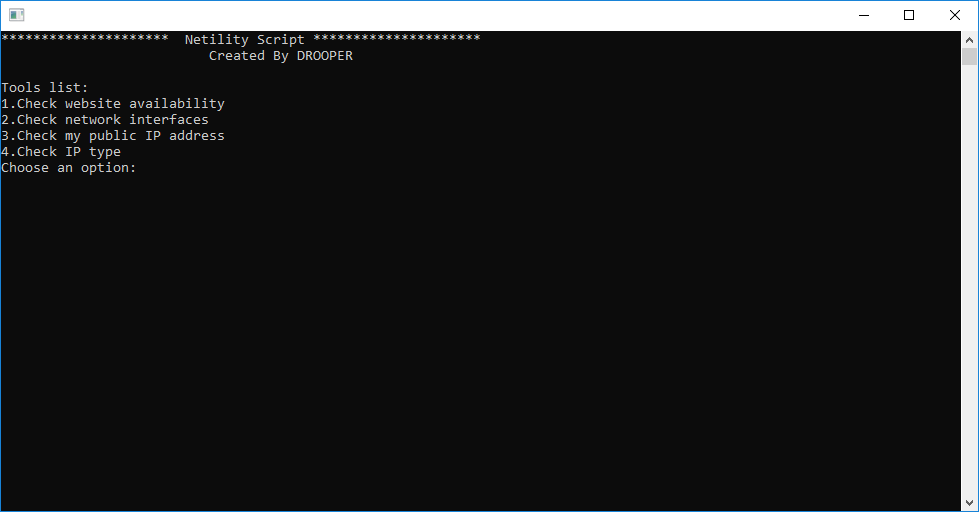 *********************  Netility Script *********************
Created By DROOPER
Tools list:
1.Check website availability
2.Check network interfaces
3.Check my public IP address
4.Check IP type
Choose an option: